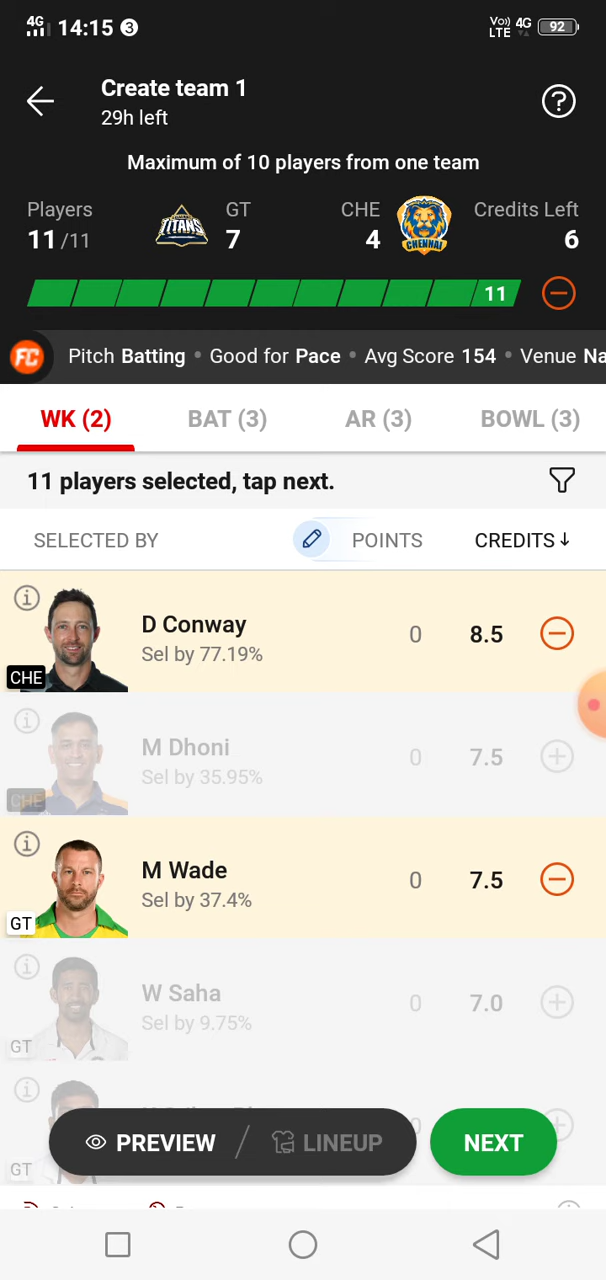 4G 14:15 3 Vo) LTE 4G 92
Create team 1
29h left
Maximum of 10 players from one team
Players GT CHE Credits Left
11/11 TITANS 7 4 CHENNAI 6
11
FC Pitch Batting • Good for Pace • Avg Score 154 • Venue Na
WK (2) BAT (3) AR (3) BOWL (3)
11 players selected, tap next.
SELECTED BY POINTS CREDITS↓
D Conway
Sel by 77.19% 0 8.5
CHE
M Dhoni
Sel by 35.95% 0 7.5
CHE
M Wade
Sel by 37.4% 0 7.5
GT
W Saha
Sel by 9.75% 0 7.0
GT
PREVIEW / LINEUP NEXT
GT